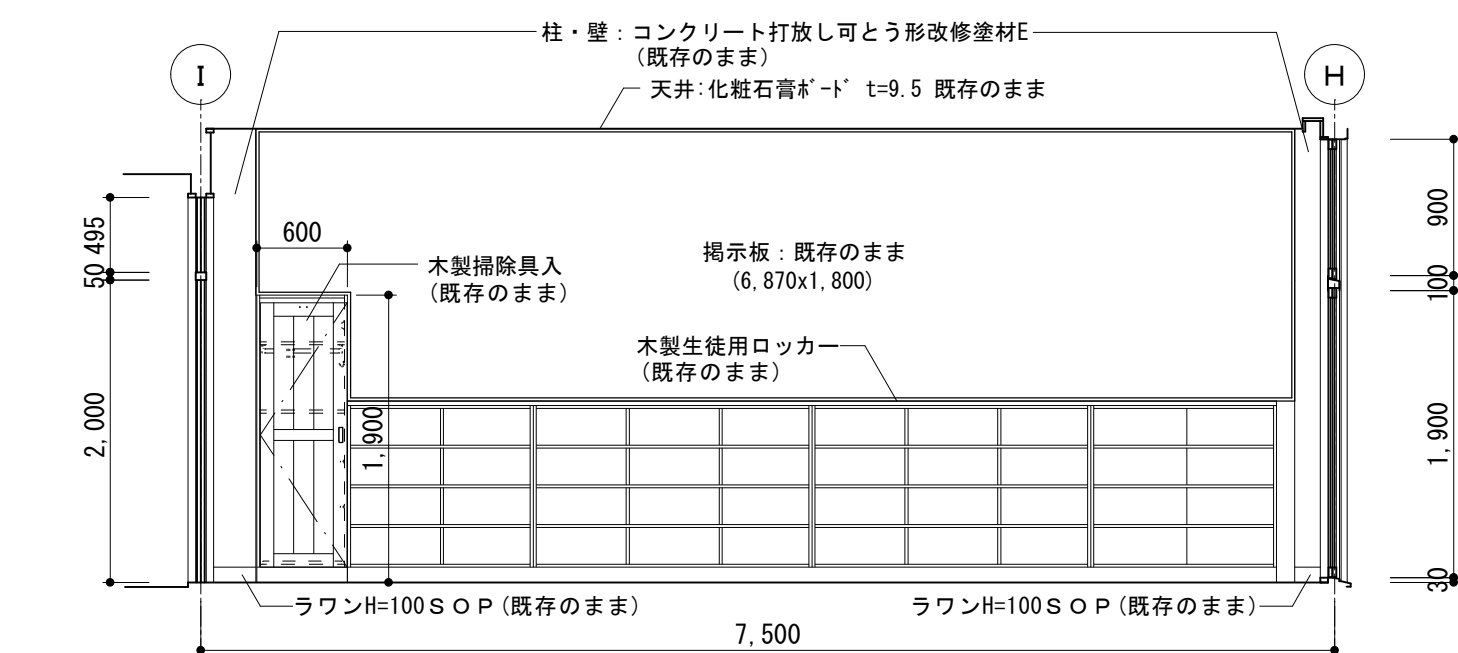 柱・壁：コンクリート打放し可とう形改修塗材E
(既存のまま)
I
H
天井:化粧石膏ﾎﾞｰﾄﾞ t=9.5 既存のまま
600
掲示板：既存のまま
(6,870x1,800)
木製掃除具入
(既存のまま)
木製生徒用ロッカー
(既存のまま)
495
50
2,000
1,900
900
100
1,900
30
ラワンH=100ＳＯＰ(既存のまま)
ラワンH=100ＳＯＰ(既存のまま)
7,500